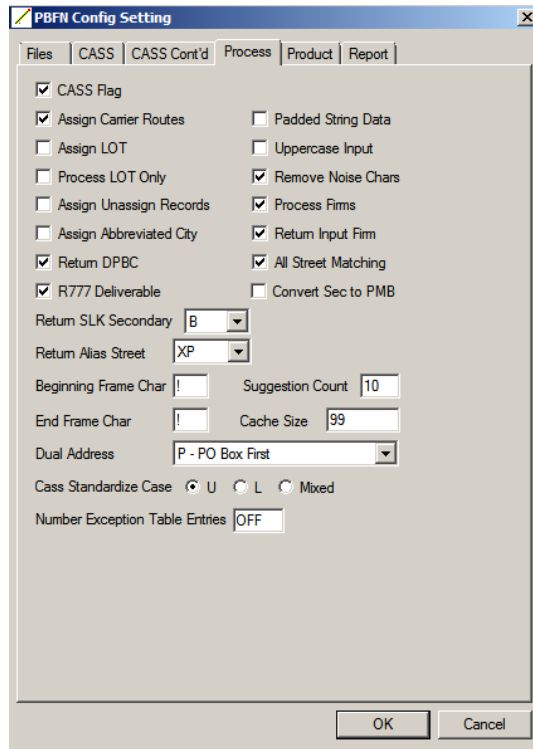 PBFN Config Setting
Files CASS CASS Cont'd Process Product Report
CASS Flag
Assign Carrier Routes Padded String Data
Assign LOT Uppercase Input
Process LOT Only Remove Noise Chars
Assign Unassign Records Process Firms
Assign Abbreviated City Return Input Firm
Return DPBC All Street Matching
R777 Deliverable Convert Sec to PMB
Return SLK Secondary B
Return Alias Street XP
Beginning Frame Char ! Suggestion Count 10
End Frame Char ! Cache Size 99
Dual Address P - PO Box First
Cass Standardize Case U L Mixed
Number Exception Table Entries OFF
OK Cancel